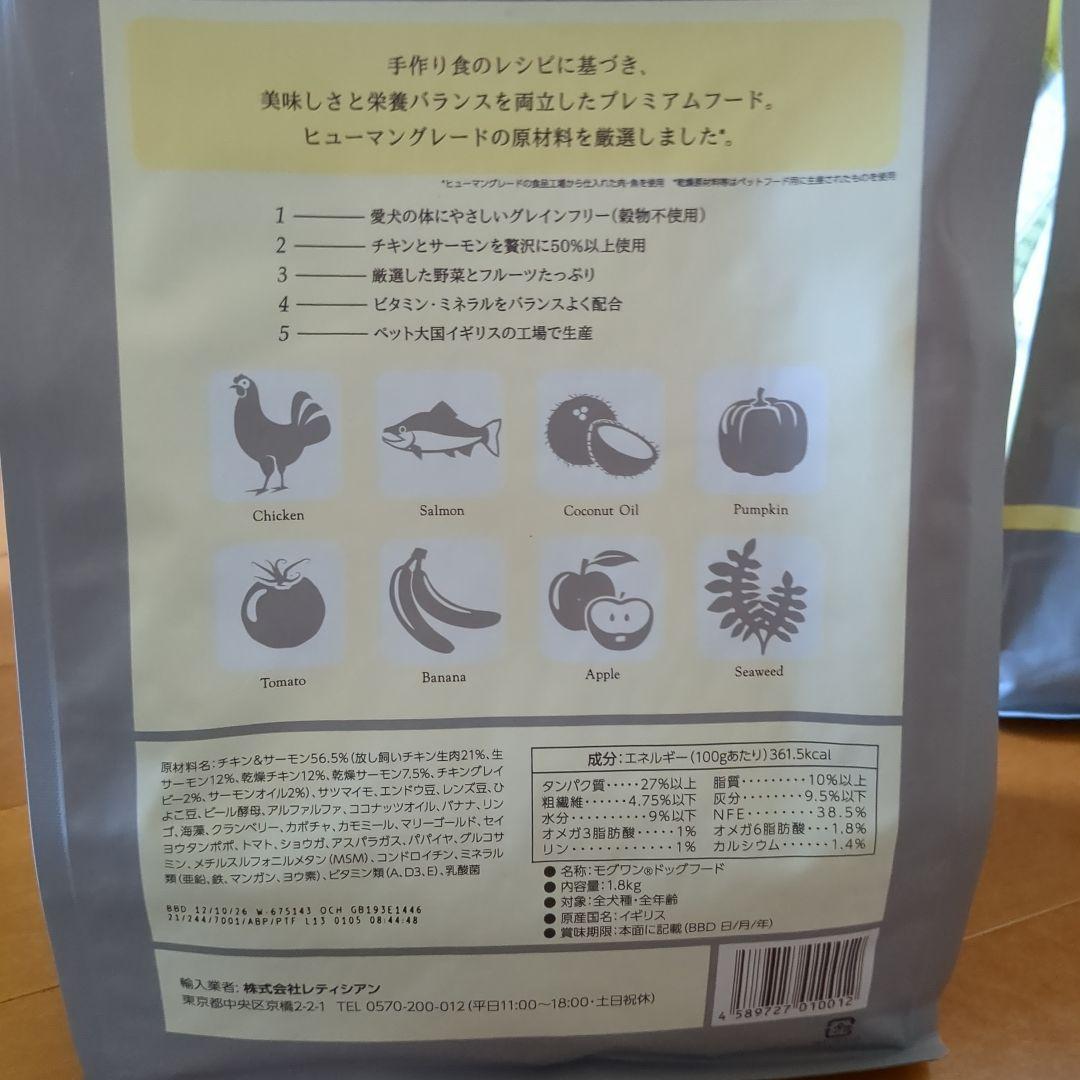 手作り食のレシピに基づき、
美味しさと栄養バランスを両立したプレミアムフード。
ヒューマングレードの原材料を厳選しました*。
*ヒューマングレードの食品工場から仕入れた肉・魚を使用 *乾燥原材料等はペットフード用に生産されたものを使用
1 愛犬の体にやさしいグレインフリー(穀物不使用)
2 チキンとサーモンを贅沢に50%以上使用
3 厳選した野菜とフルーツたっぷり
4 ビタミン・ミネラルをバランスよく配合
5 ペット大国イギリスの工場で生産
Chicken Salmon Coconut Oil Pumpkin
Tomato Banana Apple Seaweed
原材料名:チキン&サーモン56.5%(放し飼いチキン生肉21%、生
サーモン12%、乾燥チキン12%、乾燥サーモン7.5%、チキングレイ
ビー2%、サーモンオイル2%)、サツマイモ、エンドウ豆、レンズ豆、ひ
よこ豆、ビール酵母、アルファルファ、ココナッツオイル、バナナ、リン
ゴ、海藻、クランベリー、カボチャ、カモミール、マリーゴールド、セイ
ヨウタンポポ、トマト、ショウガ、アスパラガス、パパイヤ、グルコサ
ミン、メチルスルフォニルメタン(MSM)、コンドロイチン、ミネラル
類(亜鉛、鉄、マンガン、ヨウ素)、ビタミン類(A、D3、E)、乳酸菌
BBD 12/10/26 W-675143 OCH GB193E1446
21/244/7001/ABP/PTF L13 0105 08:44:48
成分:エネルギー(100gあたり)361.5kcal
タンパク質・・・・・27%以上 脂質・・・・・・・・・10%以上
粗繊維・・・・・・4.75%以下 灰分・・・・・・・・・9.5%以下
水分・・・・・・・・・・9%以下 NFE・・・・・・・・・・38.5%
オメガ3脂肪酸・・・・・1% オメガ6脂肪酸・・・1.8%
リン・・・・・・・・・・・・・・1% カルシウム・・・・・・・1.4%
●名称:モグワン®ドッグフード
●内容量:1.8kg
●対象:全犬種・全年齢
●原産国名:イギリス
●賞味期限:本面に記載(BBD 日/月/年)
輸入業者:株式会社レティシアン
東京都中央区京橋2-2-1 TEL 0570-200-012(平日11:00〜18:00・土日祝休)
4 589727 010012